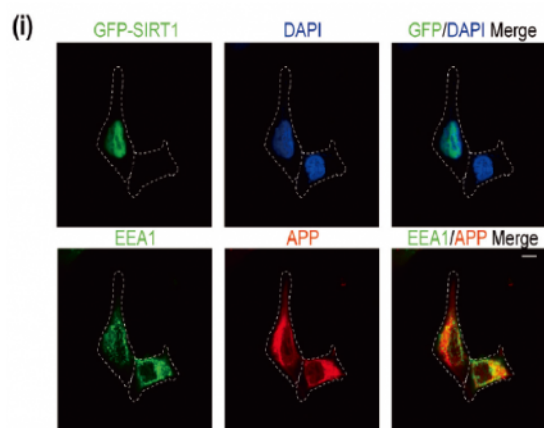 (i)
GFP-SIRT1 DAPI GFP/DAPI Merge
EEA1 APP EEA1/APP Merge